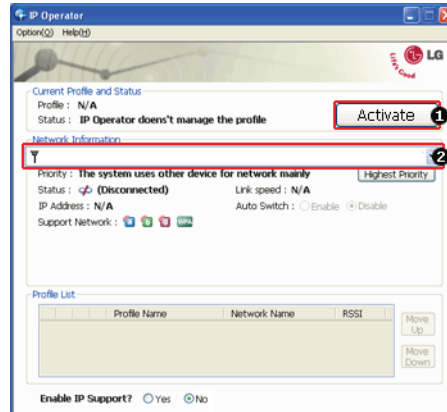 IP Operator
Option(O) Help(H)
Life's Good LG
Current Profile and Status
Profile : N/A
Status : IP Operator doens't manage the profile
Activate 1
Network Information
2
Priority : The system uses other device for network mainly
Highest Priority
Status : (Disconnected) Link speed : N/A
IP Address : N/A Auto Switch : Enable Disable
Support Network : a b g WPA
Profile List
Profile Name Network Name RSSI
Move Up
Move Down
Enable IP Support? Yes No